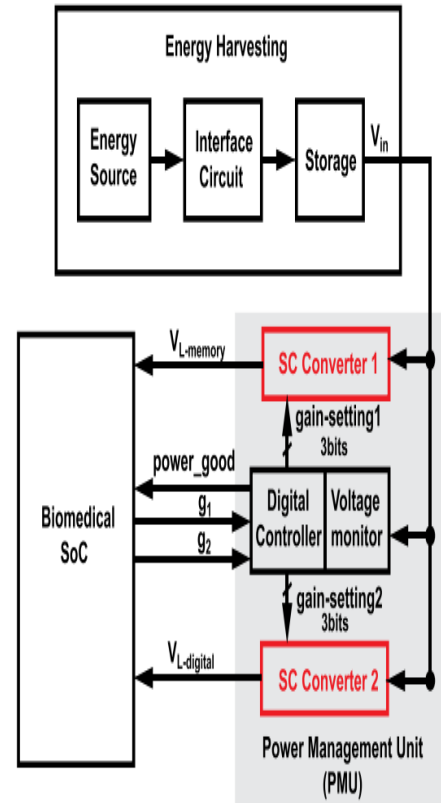 Energy Harvesting
Energy
Source
Interface
Circuit
Storage
Vin
VL-memory
SC Converter 1
gain-setting1
3bits
power_good
g1
g2
Biomedical
SoC
Digital
Controller
Voltage
monitor
gain-setting2
3bits
VL-digital
SC Converter 2
Power Management Unit
(PMU)